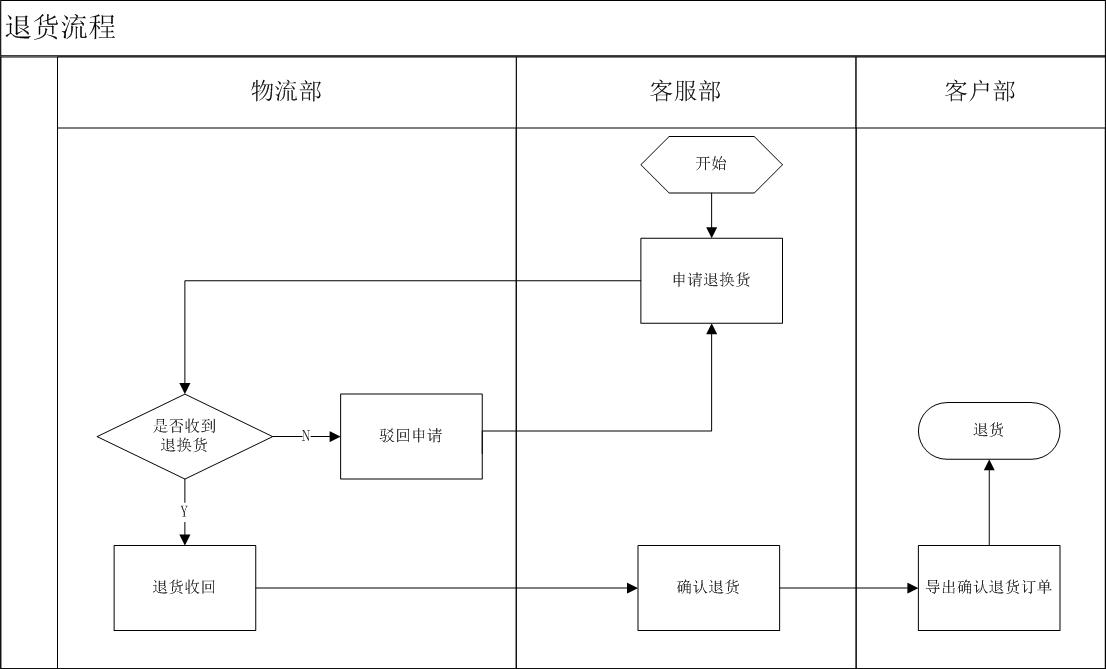 退货流程
物流部
客服部
客户部
开始
申请退换货
是否收到
退换货
N
驳回申请
退货
Y
退货收回
确认退货
导出确认退货订单